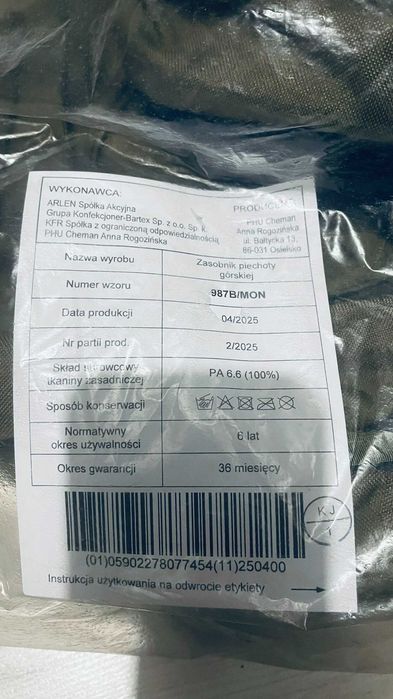 WYKONAWCA:
ARLEN Spółka Akcyjna
Grupa Konfekcjoner-Bartex Sp. z o.o. Sp. k.
KFR Spółka z ograniczoną odpowiedzialnością
PHU Cheman Anna Rogozińska
PRODUCENT
PHU Cheman
Anna Rogozińska
ul. Bałtycka 13,
86-031 Osielsko
Nazwa wyrobu
Zasobnik piechoty
górskiej
Numer wzoru
987B/MON
Data produkcji
04/2025
Nr partii prod.
2/2025
Skład surowcowy
tkaniny zasadniczej
PA 6.6 (100%)
Sposób konserwacji
Normatywny
okres używalności
6 lat
Okres gwarancji
36 miesięcy
KJ
1
(01)05902278077454(11)250400
Instrukcja użytkowania na odwrocie etykiety